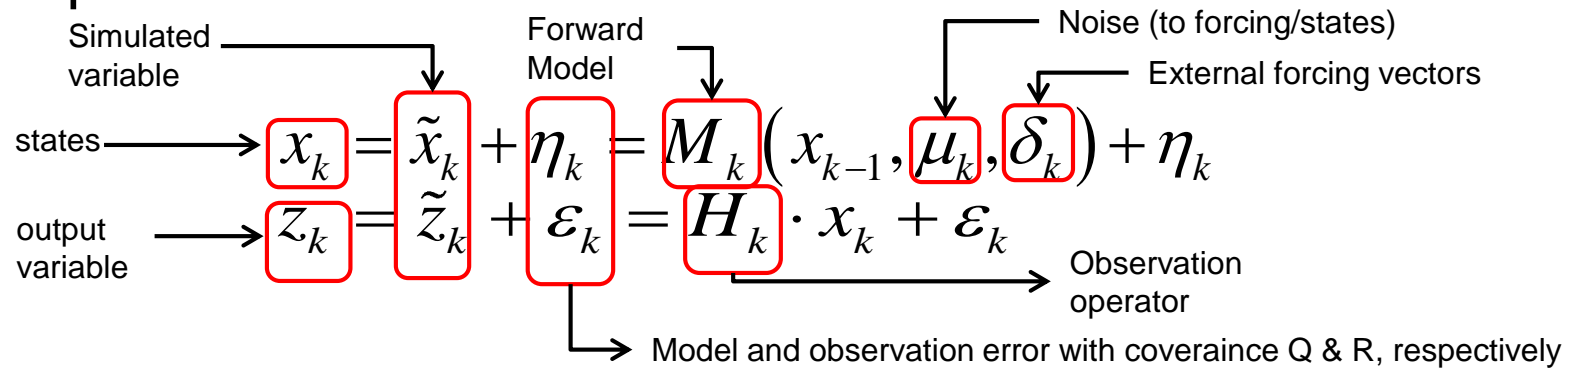 Simulated
variable
Forward
Model
Noise (to forcing/states)
External forcing vectors
states
x_k = x̃_k + η_k = M_k(x_{k-1}, μ_k, δ_k) + η_k
output
variable
z_k = z̃_k + ε_k = H_k · x_k + ε_k
Observation
operator
Model and observation error with coveraince Q & R, respectively